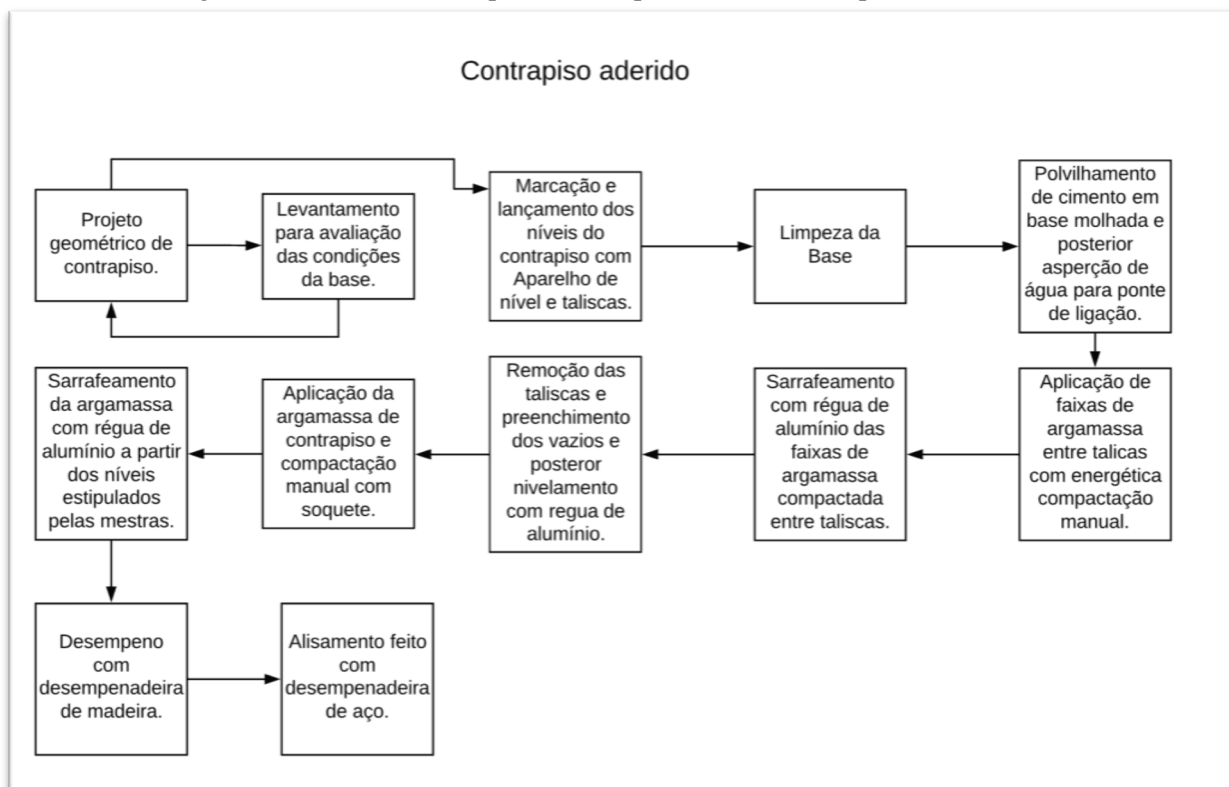 Contrapiso aderido
Projeto
geométrico de
contrapiso.
Levantamento
para avaliação
das condições
da base.
Marcação e
lançamento dos
níveis do
contrapiso com
Aparelho de
nível e taliscas.
Limpeza da
Base
Polvilhamento
de cimento em
base molhada e
posterior
asperção de
água para ponte
de ligação.
Aplicação de
faixas de
argamassa
entre talicas
com energética
compactação
manual.
Sarrafeamento
com régua de
alumínio das
faixas de
argamassa
compactada
entre taliscas.
Remoção das
taliscas e
preenchimento
dos vazios e
posteror
nivelamento
com regua de
alumínio.
Aplicação da
argamassa de
contrapiso e
compactação
manual com
soquete.
Sarrafeamento
da argamassa
com régua de
alumínio a partir
dos níveis
estipulados
pelas mestras.
Desempeno
com
desempenadeira
de madeira.
Alisamento feito
com
desempenadeira
de aço.